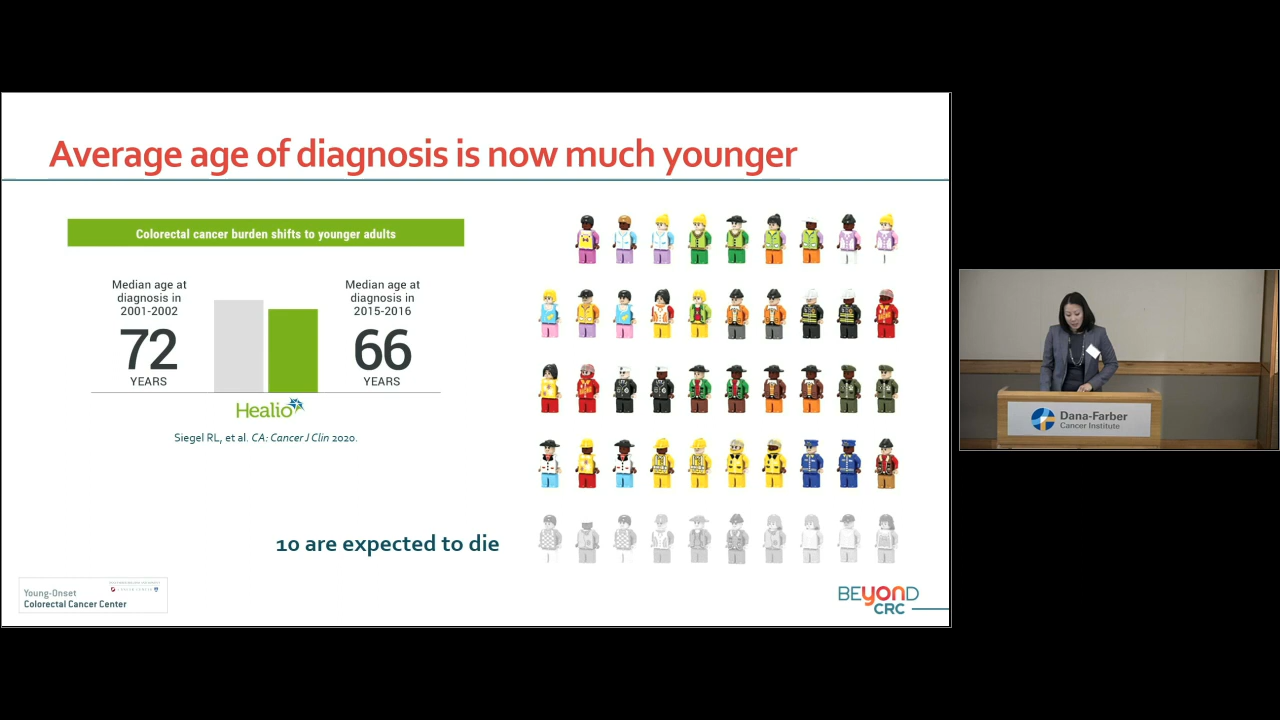 Average age of diagnosis is now much younger
Colorectal cancer burden shifts to younger adults
Median age at
diagnosis in
2001-2002
72
YEARS
Median age at
diagnosis in
2015-2016
66
YEARS
Healio
Siegel RL, et al. CA: Cancer J Clin 2020.
10 are expected to die
Young-Onset
Colorectal Cancer Center
BEYOND
CRC
Dana-Farber
Cancer Institute